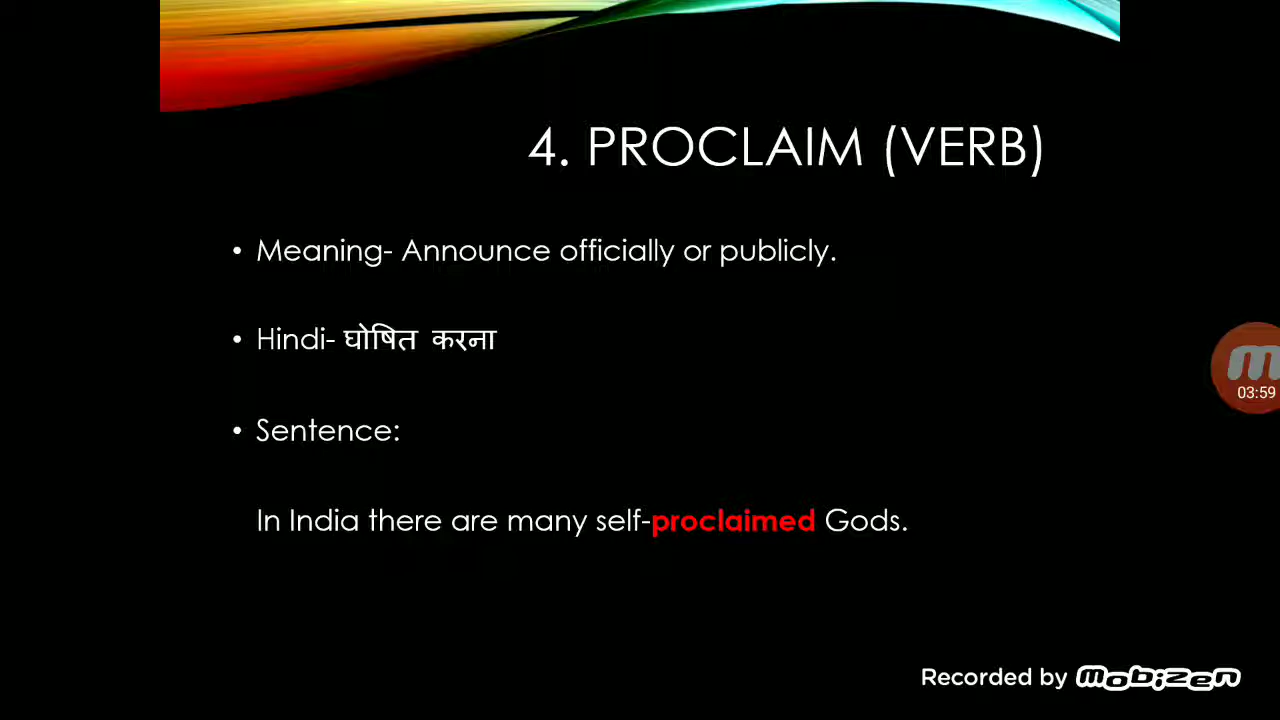 4. PROCLAIM (VERB)
• Meaning- Announce officially or publicly.
• Hindi- घोषित करना
• Sentence:
In India there are many self-proclaimed Gods.
03:59
Recorded by Mobizen